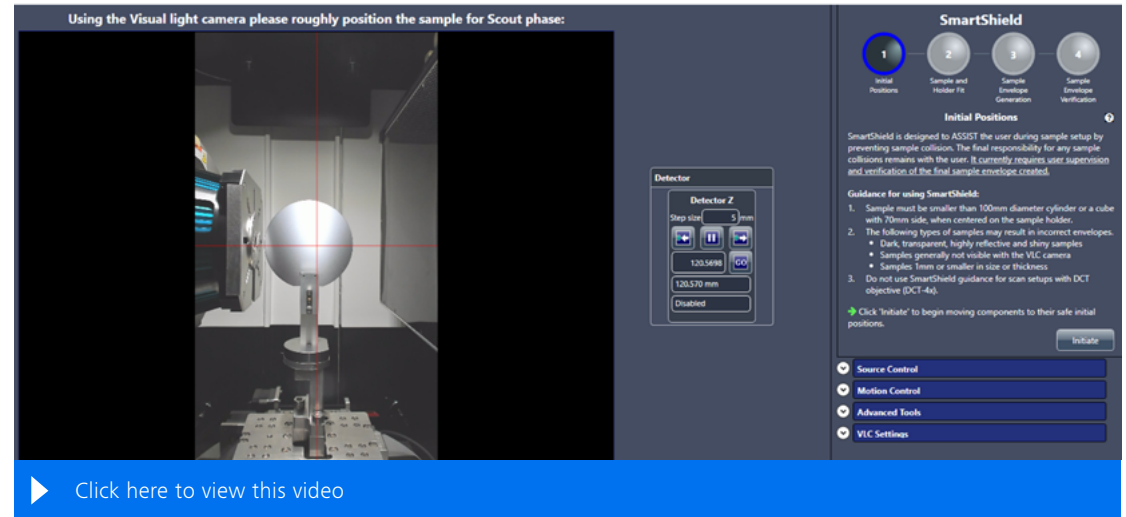 Using the Visual light camera please roughly position the sample for Scout phase:
Detector
Detector Z
Step size 5 mm
120.5698 GO
120.570 mm
Disabled
SmartShield
1 2 3 4
Initial Positions
Sample and Holder Fit
Sample Envelope Generation
Sample Envelope Verification
Initial Positions
SmartShield is designed to ASSIST the user during sample setup by
preventing sample collision. The final responsibility for any sample
collisions remains with the user. It currently requires user supervision
and verification of the final sample envelope created.
Guidance for using SmartShield:
1. Sample must be smaller than 100mm diameter cylinder or a cube
with 70mm side, when centered on the sample holder.
2. The following types of samples may result in incorrect envelopes.
• Dark, transparent, highly reflective and shiny samples
• Samples generally not visible with the VLC camera
• Samples 1mm or smaller in size or thickness
3. Do not use SmartShield guidance for scan setups with DCT
objective (DCT-4x).
Click 'Initiate' to begin moving components to their safe initial
positions.
Initiate
Source Control
Motion Control
Advanced Tools
VLC Settings
Click here to view this video